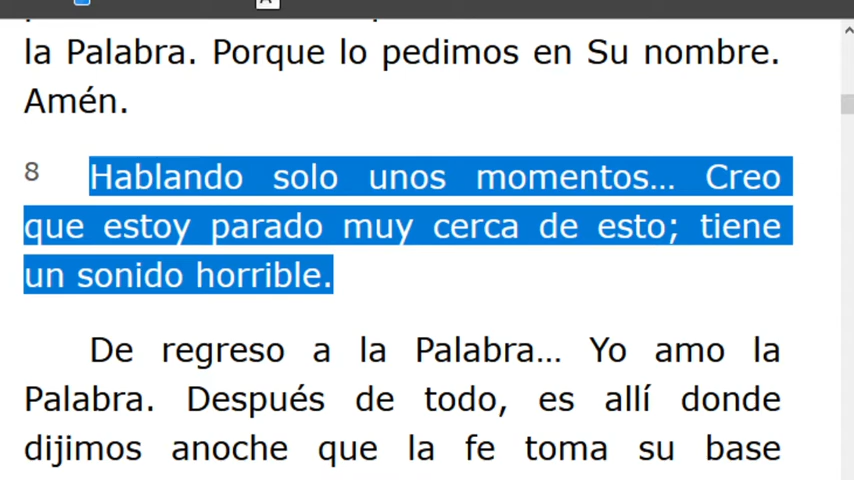 la Palabra. Porque lo pedimos en Su nombre.
Amén.
8 Hablando solo unos momentos... Creo
que estoy parado muy cerca de esto; tiene
un sonido horrible.
De regreso a la Palabra... Yo amo la
Palabra. Después de todo, es allí donde
dijimos anoche que la fe toma su base